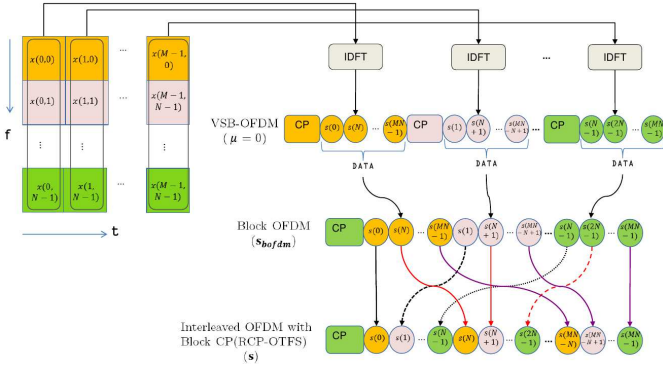 x(0,0) x(1,0) ... x(M-1, 0)
x(0,1) x(1,1) ... x(M-1, N-1)
⋮ ⋮ ⋮
x(0, N-1) x(1, N-1) ... x(M-1, N-1)
f
t
IDFT IDFT ... IDFT
VSB-OFDM
(μ = 0)
CP s(0) s(N) ... s(MN -1) CP s(1) s(N +1) ... s(MN -N+1) ... CP s(N -1) s(2N -1) ... s(MN -1)
DATA DATA DATA
Block OFDM
(s_bofdm)
CP s(0) s(N) ... s(MN -1) s(1) s(N +1) ... s(MN -N+1) ... s(N -1) s(2N -1) ... s(MN -1)
Interleaved OFDM with
Block CP(RCP-OTFS)
(s)
CP s(0) s(1) ... s(N -1) s(N) s(N +1) ... s(2N -1) ... s(MN -N) s(MN -N+1) ... s(MN -1)